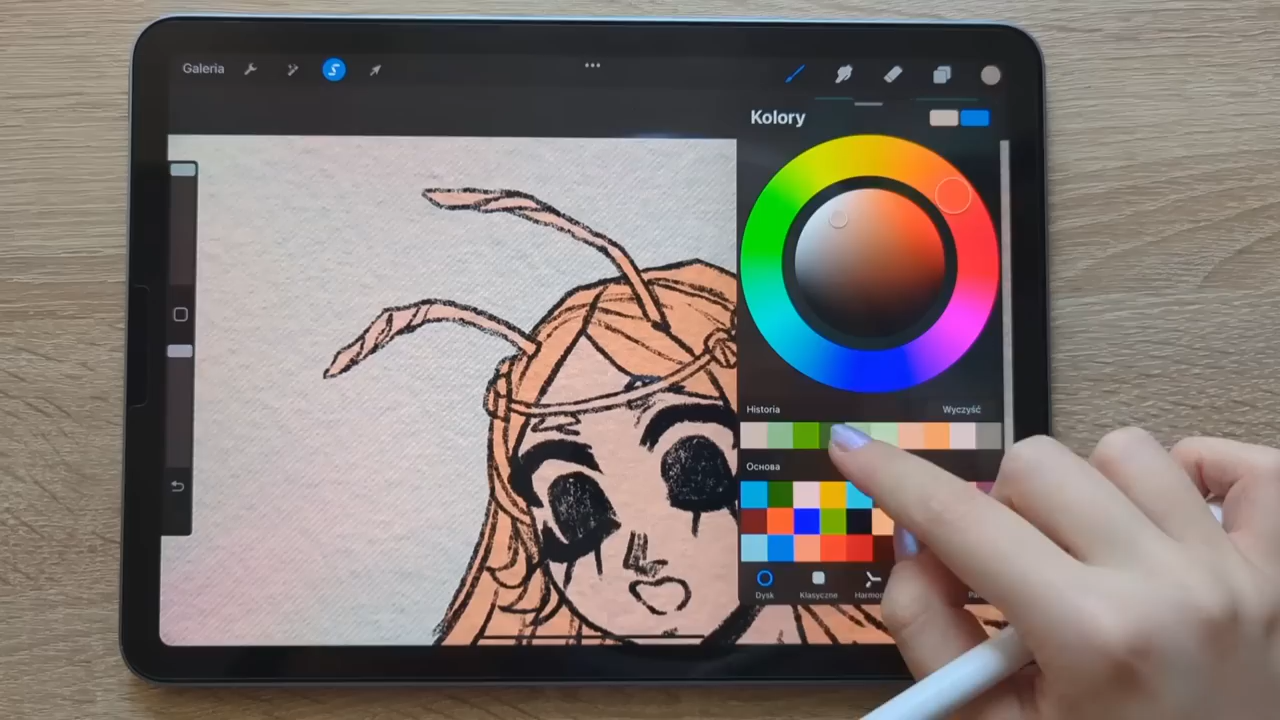 Galeria
Kolory
Historia Wyczyść
Основа
Dysk Klasyczne